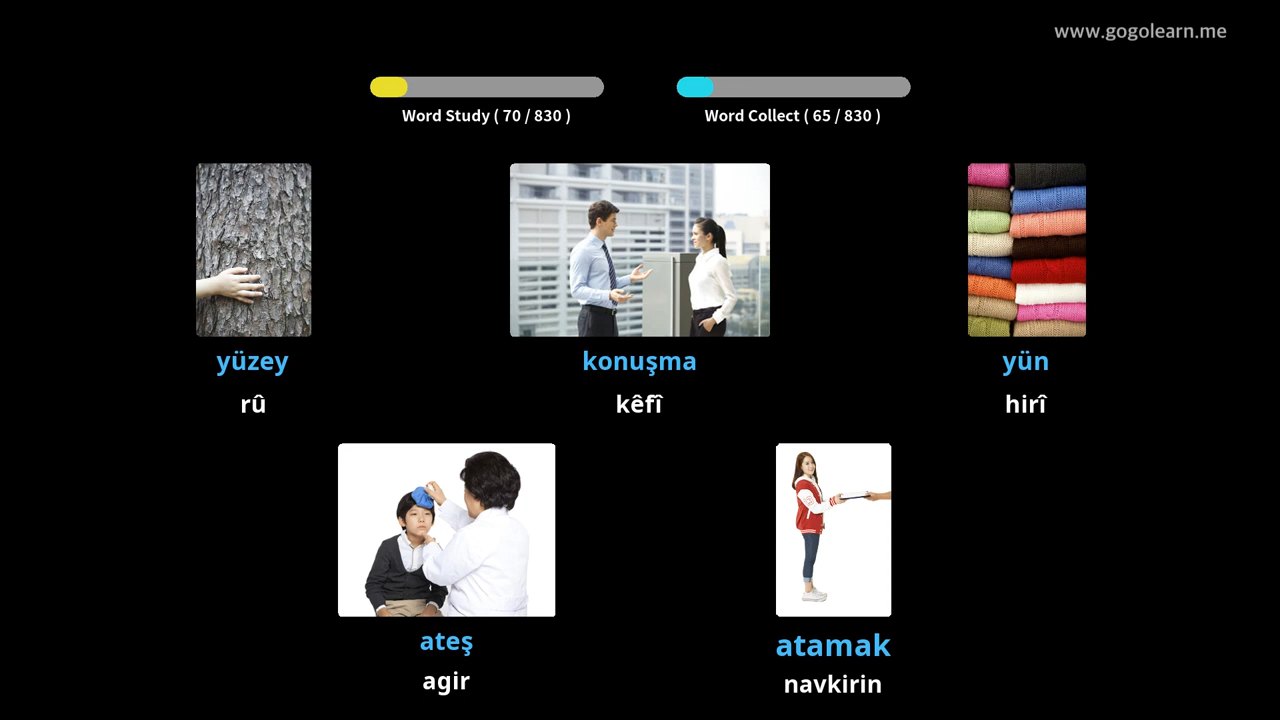 www.gogolearn.me
Word Study ( 70 / 830 )
Word Collect ( 65 / 830 )
yüzey
rû
konuşma
kêfî
yün
hirî
ateş
agir
atamak
navkirin